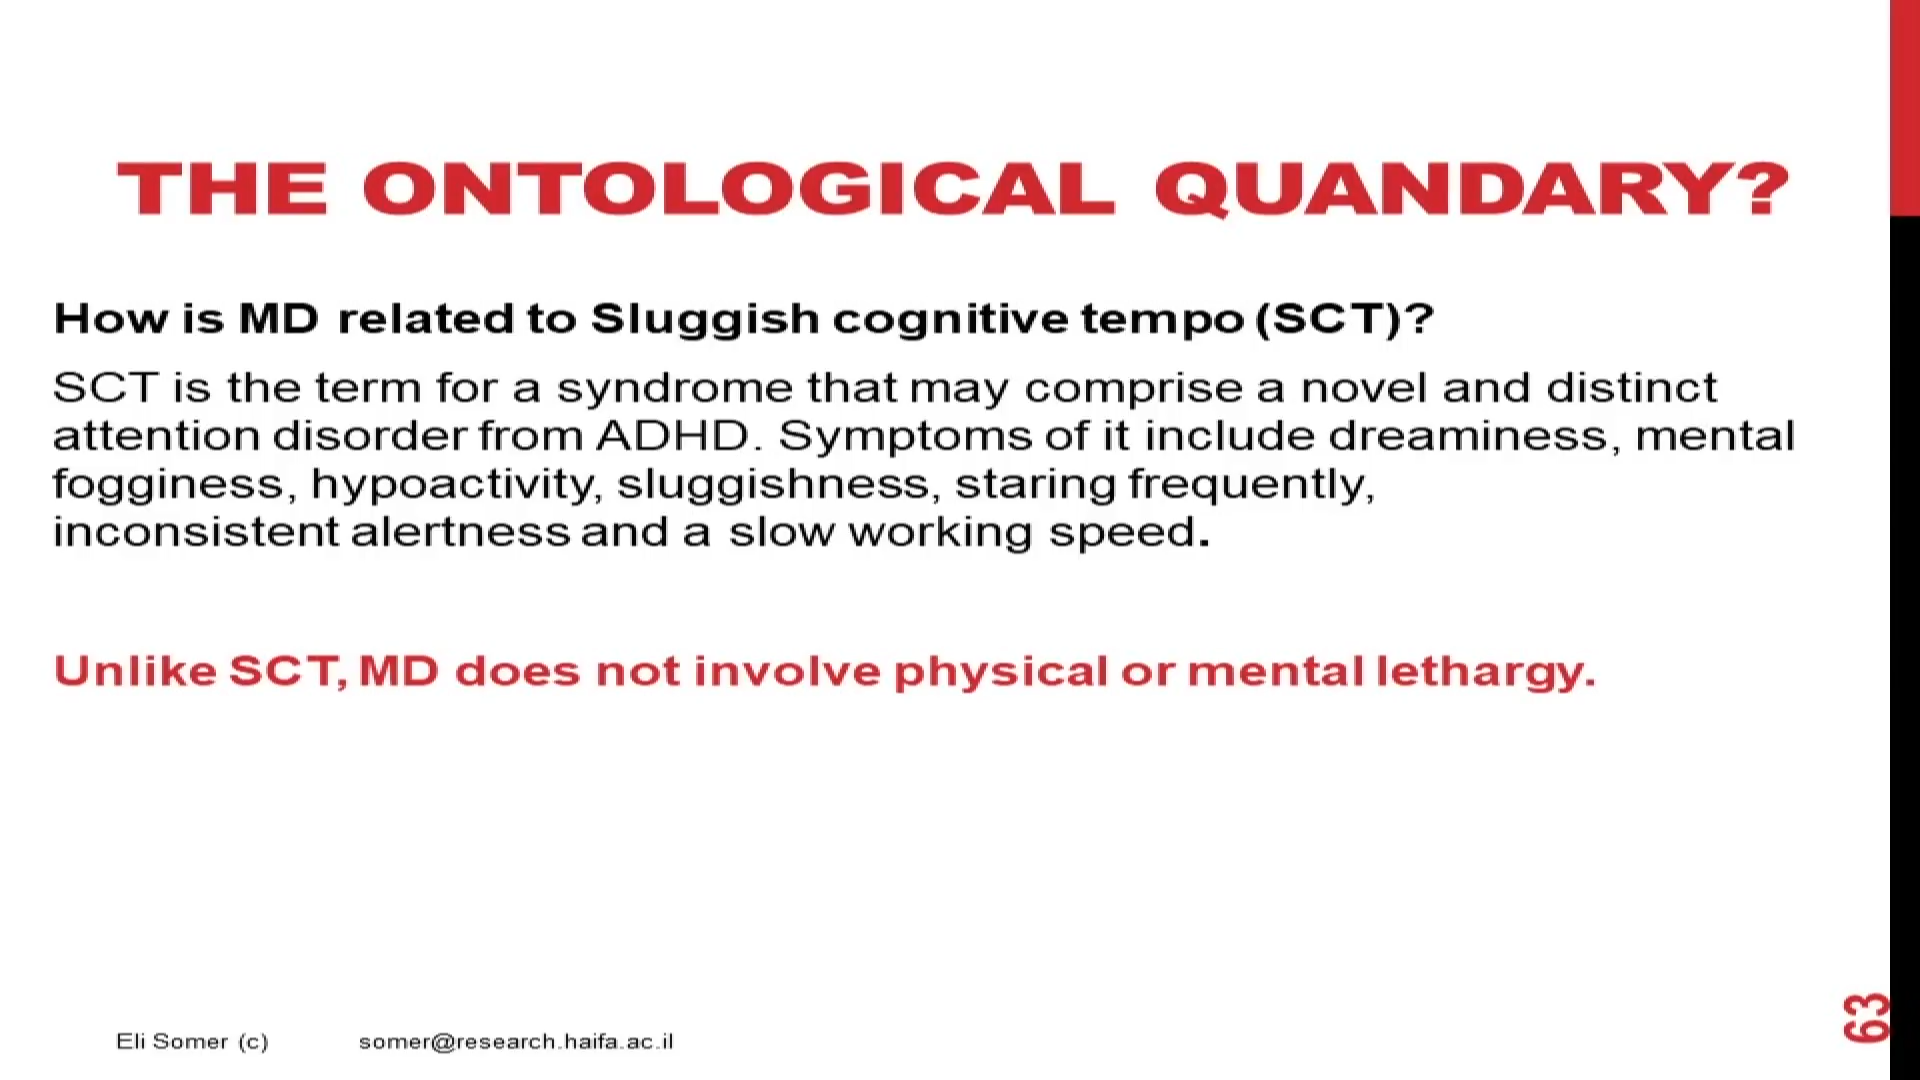 THE ONTOLOGICAL QUANDARY?
How is MD related to Sluggish cognitive tempo (SCT)?
SCT is the term for a syndrome that may comprise a novel and distinct
attention disorder from ADHD. Symptoms of it include dreaminess, mental
fogginess, hypoactivity, sluggishness, staring frequently,
inconsistent alertness and a slow working speed.
Unlike SCT, MD does not involve physical or mental lethargy.
Eli Somer (c) somer@research.haifa.ac.il
63